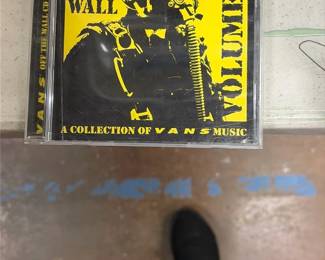 WALL
VOLUME
A COLLECTION OF VANS MUSIC
VANS OFF THE WALL CD